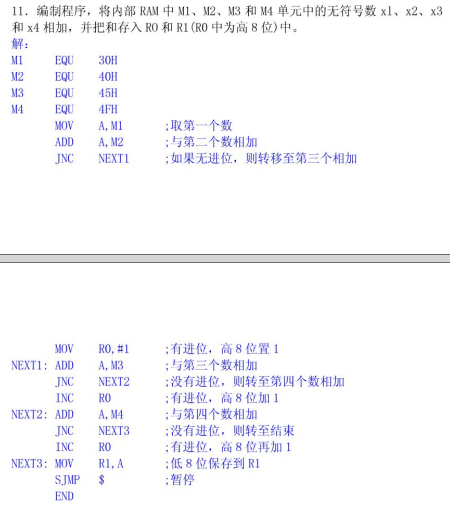 11. 编制程序，将内部 RAM 中 M1、M2、M3 和 M4 单元中的无符号数 x1、x2、x3
和 x4 相加，并把和存入 R0 和 R1(R0 中为高 8 位)中。
解：
M1 EQU 30H
M2 EQU 40H
M3 EQU 45H
M4 EQU 4FH
MOV A,M1 ;取第一个数
ADD A,M2 ;与第二个数相加
JNC NEXT1 ;如果无进位，则转移至第三个相加
MOV R0,#1 ;有进位，高 8 位置 1
NEXT1: ADD A,M3 ;与第三个数相加
JNC NEXT2 ;没有进位，则转至第四个数相加
INC R0 ;有进位，高 8 位加 1
NEXT2: ADD A,M4 ;与第四个数相加
JNC NEXT3 ;没有进位，则转至结束
INC R0 ;有进位，高 8 位再加 1
NEXT3: MOV R1,A ;低 8 位保存到 R1
SJMP $ ;暂停
END